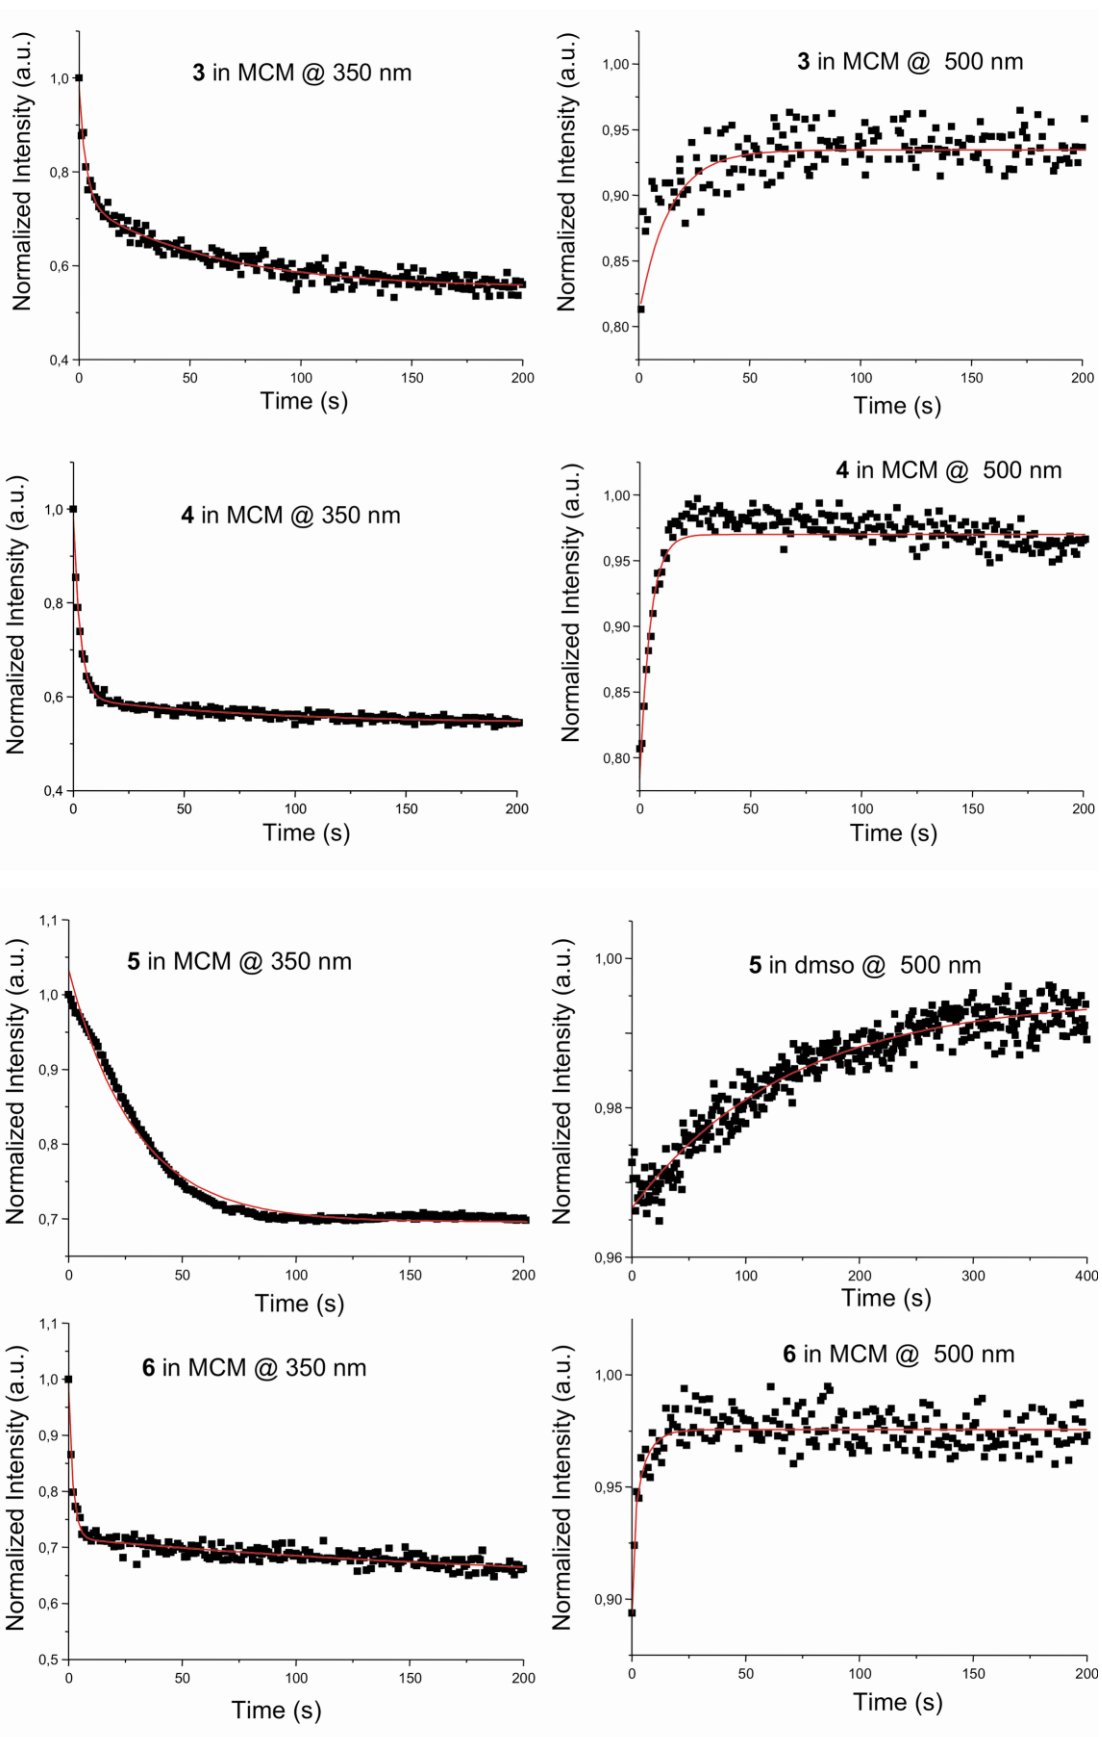 3 in MCM @ 350 nm
Normalized Intensity (a.u.)
1,0
0,8
0,6
0,4
0 50 100 150 200
Time (s)
3 in MCM @ 500 nm
Normalized Intensity (a.u.)
1,00
0,95
0,90
0,85
0,80
0 50 100 150 200
Time (s)
4 in MCM @ 350 nm
Normalized Intensity (a.u.)
1,0
0,8
0,6
0,4
0 50 100 150 200
Time (s)
4 in MCM @ 500 nm
Normalized Intensity (a.u.)
1,00
0,95
0,90
0,85
0,80
0 50 100 150 200
Time (s)
5 in MCM @ 350 nm
Normalized Intensity (a.u.)
1,1
1,0
0,9
0,8
0,7
0 50 100 150 200
Time (s)
5 in dmso @ 500 nm
Normalized Intensity (a.u.)
1,00
0,98
0,96
0 100 200 300 400
Time (s)
6 in MCM @ 350 nm
Normalized Intensity (a.u.)
1,1
1,0
0,9
0,8
0,7
0,6
0,5
0 50 100 150 200
Time (s)
6 in MCM @ 500 nm
Normalized Intensity (a.u.)
1,00
0,95
0,90
0 50 100 150 200
Time (s)